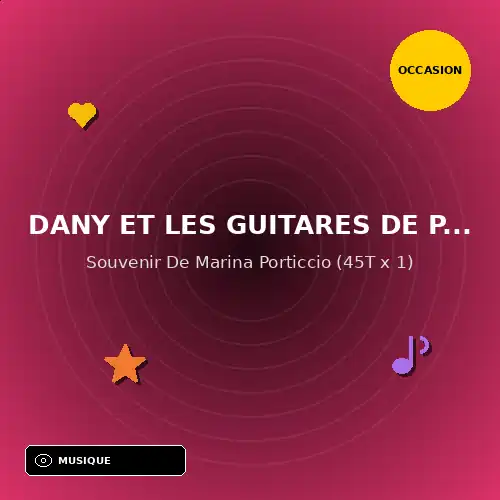 OCCASION
DANY ET LES GUITARES DE P...
Souvenir De Marina Porticcio (45T x 1)
MUSIQUE